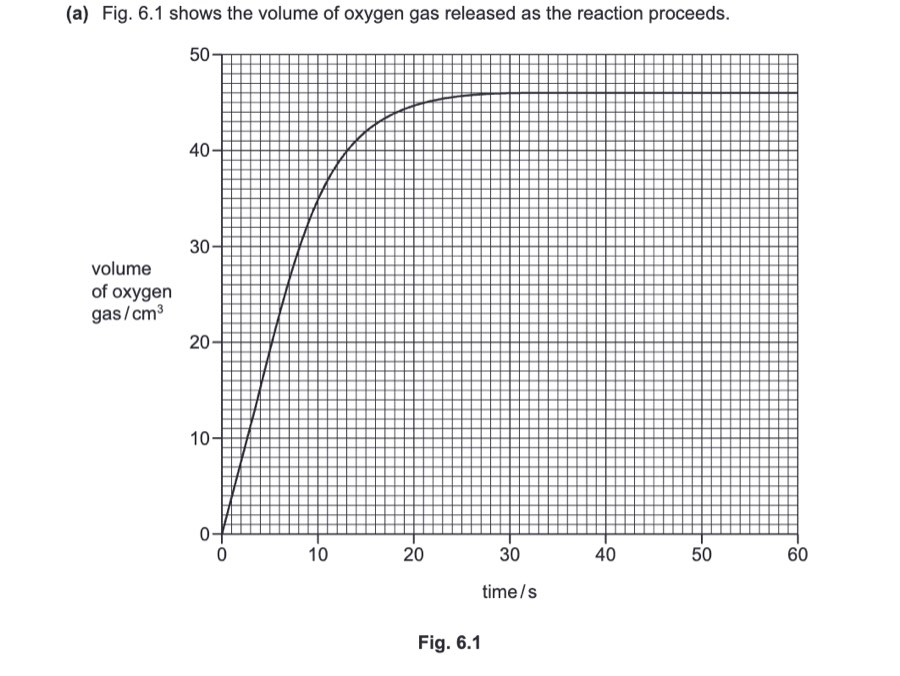 (a) Fig. 6.1 shows the volume of oxygen gas released as the reaction proceeds.
50
40
30
volume
of oxygen
gas / cm³
20
10
0
0 10 20 30 40 50 60
time / s
Fig. 6.1